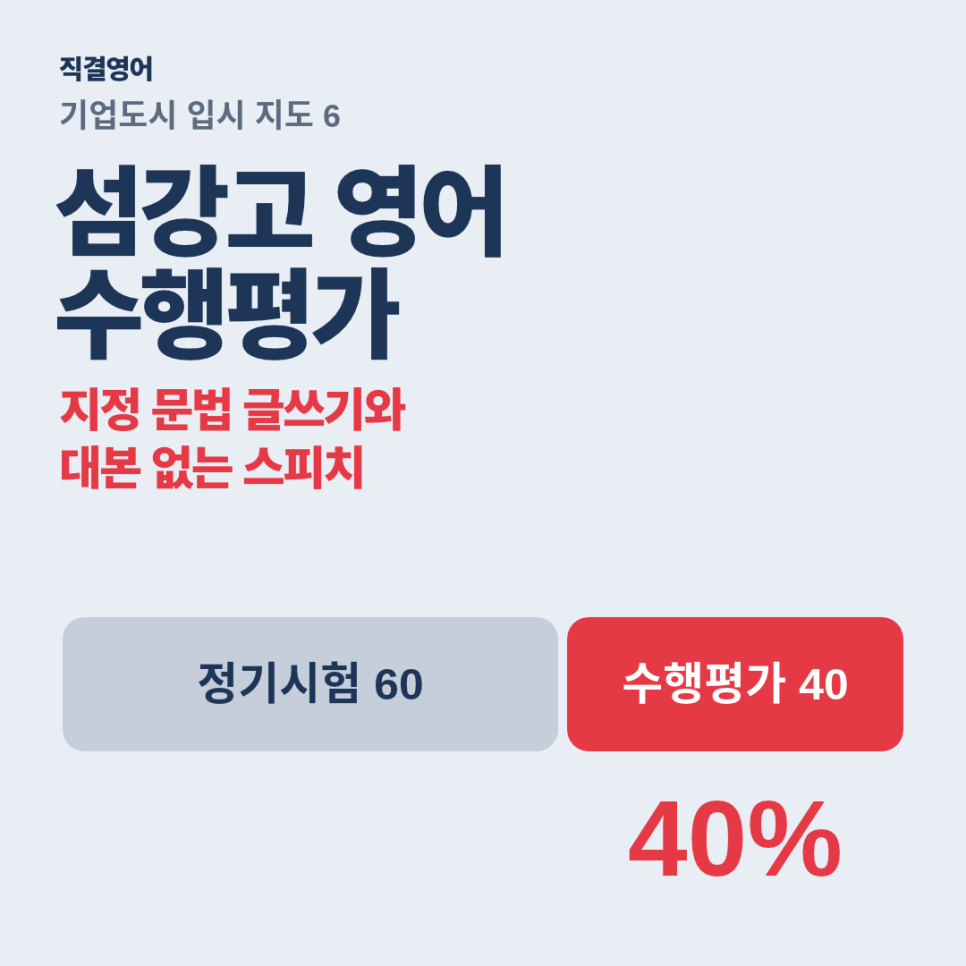 직결영어
기업도시 입시 지도 6
섬강고 영어
수행평가
지정 문법 글쓰기와
대본 없는 스피치
정기시험 60
수행평가 40
40%